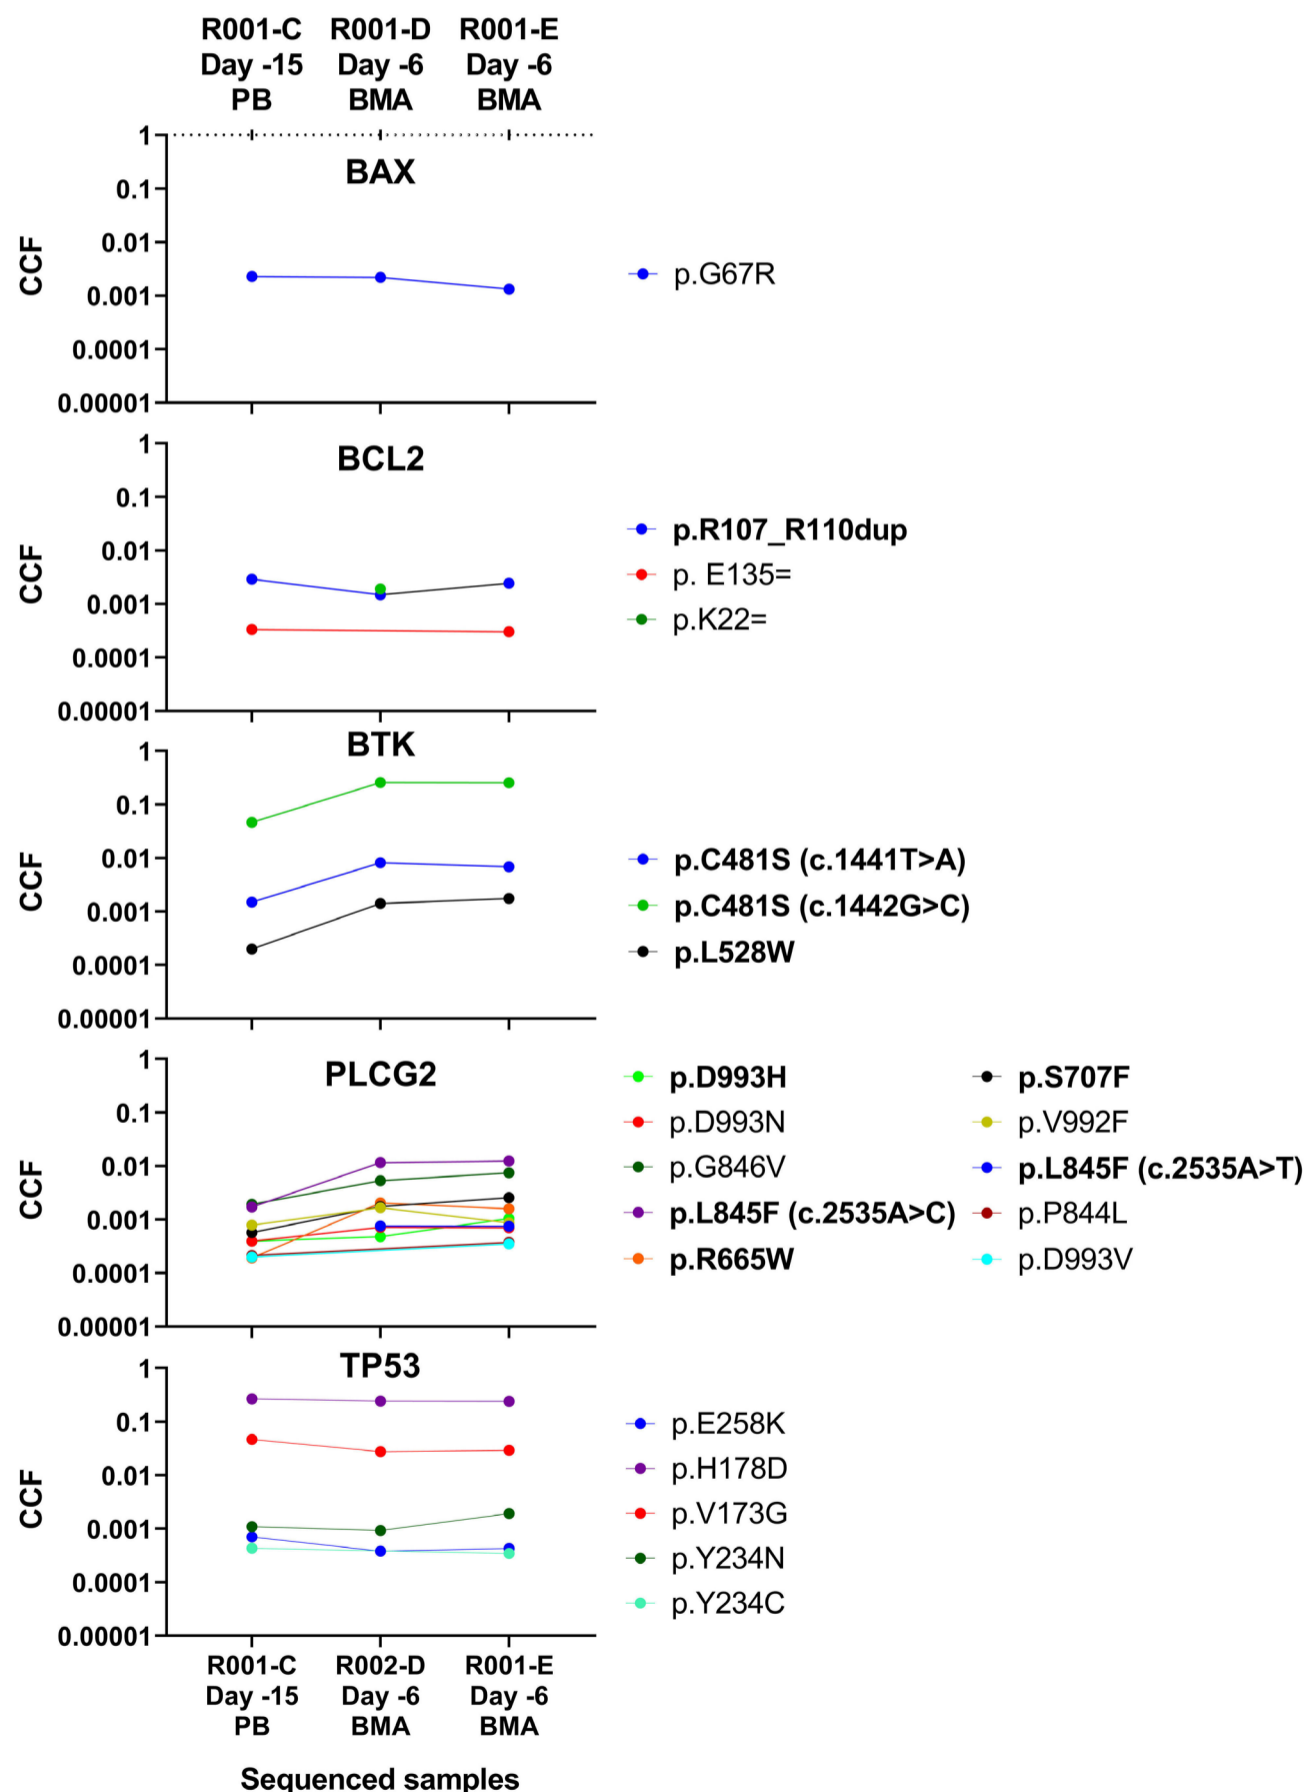 R001-C R001-D R001-E
Day -15 Day -6 Day -6
PB BMA BMA
BAX
CCF
1
0.1
0.01
0.001
0.0001
0.00001
p.G67R
BCL2
CCF
1
0.1
0.01
0.001
0.0001
0.00001
p.R107_R110dup
p. E135=
p.K22=
BTK
CCF
1
0.1
0.01
0.001
0.0001
0.00001
p.C481S (c.1441T>A)
p.C481S (c.1442G>C)
p.L528W
PLCG2
CCF
1
0.1
0.01
0.001
0.0001
0.00001
p.D993H
p.D993N
p.G846V
p.L845F (c.2535A>C)
p.R665W
p.S707F
p.V992F
p.L845F (c.2535A>T)
p.P844L
p.D993V
TP53
CCF
1
0.1
0.01
0.001
0.0001
0.00001
p.E258K
p.H178D
p.V173G
p.Y234N
p.Y234C
R001-C R002-D R001-E
Day -15 Day -6 Day -6
PB BMA BMA
Sequenced samples